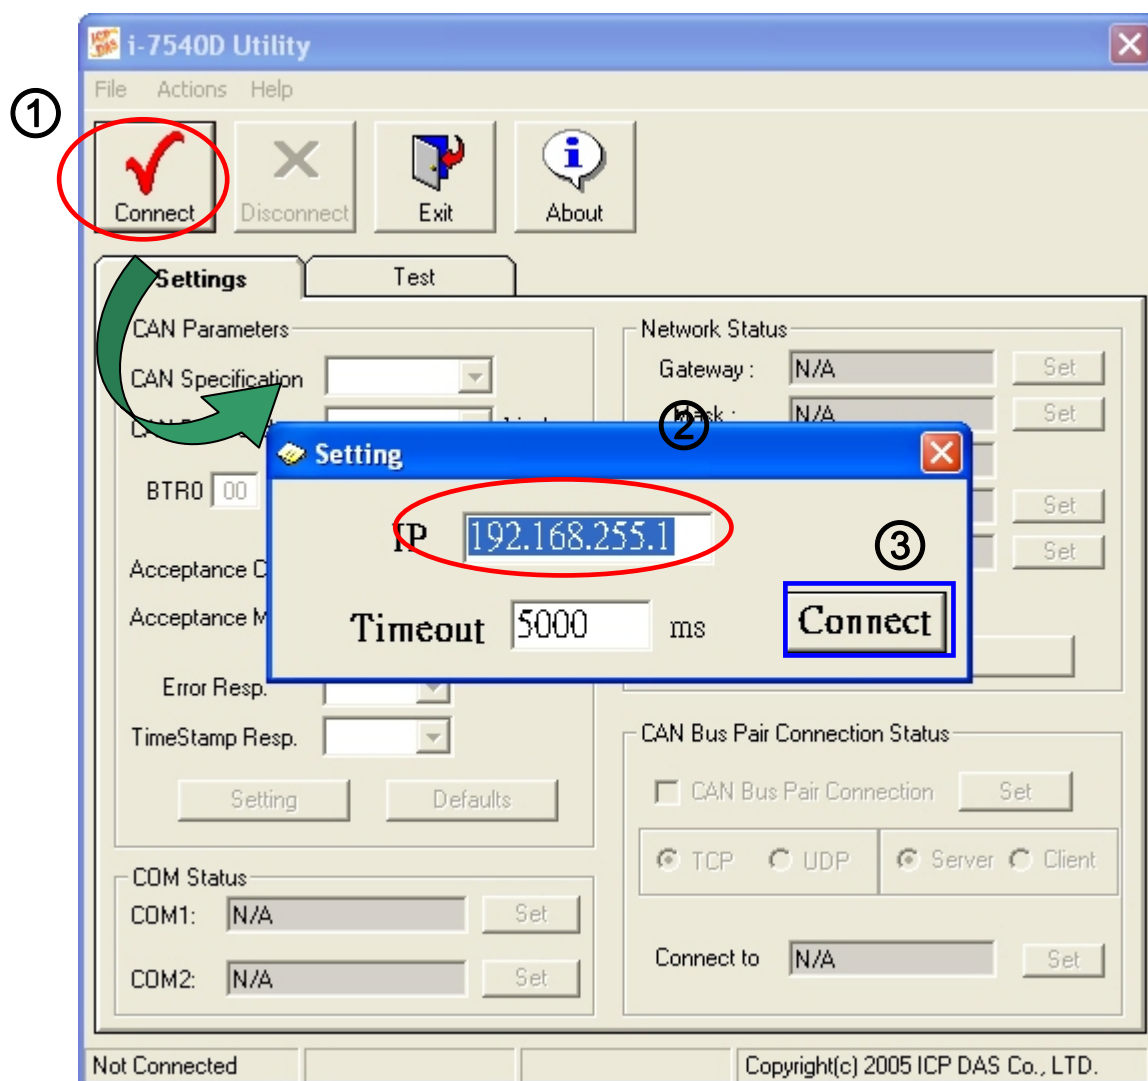 i-7540D Utility
File Actions Help
①
Connect Disconnect Exit About
Settings Test
CAN Parameters
CAN Specification
BTR0 00
Acceptance
Acceptance
Error Resp.
TimeStamp Resp.
Setting Defaults
COM Status
COM1: N/A Set
COM2: N/A Set
Network Status
Gateway : N/A Set
Mask : N/A Set
②
Set
Set
Setting
IP 192.168.255.1
③
Timeout 5000 ms Connect
CAN Bus Pair Connection Status
CAN Bus Pair Connection Set
TCP UDP Server Client
Connect to N/A Set
Not Connected Copyright(c) 2005 ICP DAS Co., LTD.